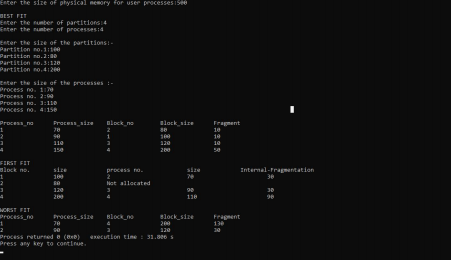 Enter the size of physical memory for user processes:500
BEST FIT
Enter the number of partitions:4
Enter the number of processes:4
Enter the size of the partitions:-
Partition no.1:100
Partition no.2:80
Partition no.3:120
Partition no.4:200
Enter the size of the processes :-
Process no. 1:70
Process no. 2:90
Process no. 3:110
Process no. 4:150
Process_no Process_size Block_no Block_size Fragment
1 70 2 80 10
2 90 1 100 10
3 110 3 120 10
4 150 4 200 50
FIRST FIT
Block no. size process no. size Internal-Fragmentation
1 100 2 70 30
2 80 Not allocated
3 120 3 90 30
4 200 4 110 90
WORST FIT
Process_no Process_size Block_no Block_size Fragment
1 70 4 200 130
2 90 3 120 30
Process returned 0 (0x0) execution time : 31.806 s
Press any key to continue.